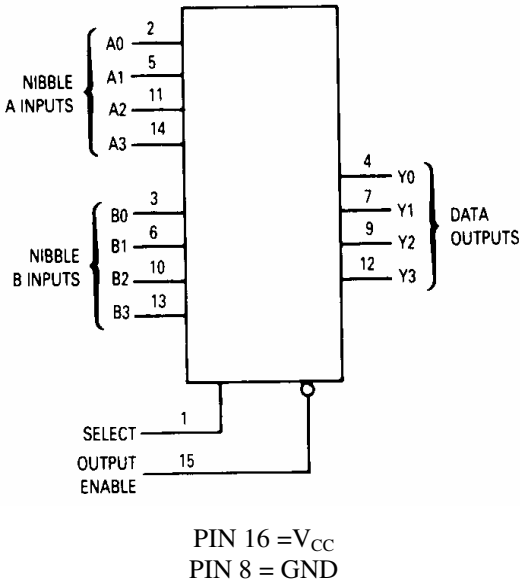 A0 2
A1 5
A2 11
A3 14
NIBBLE
A INPUTS
B0 3
B1 6
B2 10
B3 13
NIBBLE
B INPUTS
4 Y0
7 Y1
9 Y2
12 Y3
DATA
OUTPUTS
SELECT 1
OUTPUT 15
ENABLE
PIN 16 =VCC
PIN 8 = GND